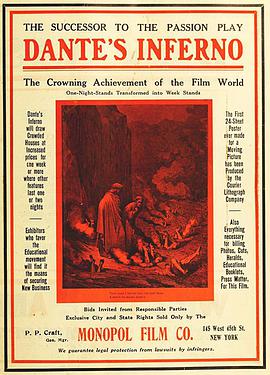 THE SUCCESSOR TO THE PASSION PLAY
DANTE'S INFERNO
The Crowning Achievement of the Film World
One-Night-Stands Transformed into Week Stands
Dante's
Inferno
will draw
Crowded
Houses at
Increased
prices for
one week
or more
where other
features
last one
or two
nights
Exhibitors
who favor
the
Educational
movement
will find it
the means
of securing
New Business
The First
24-Sheet
Poster
ever made
for a
Moving
Picture
has been
Produced
by the
Courier
Lithograph
Company
Also
Everything
necessary
for billing,
Photos, Cuts,
Heralds,
Educational
Booklets,
Press Matter,
For This Film.
Bids Invited from Responsible Parties
Exclusive City and State Rights Sold Only by The
P. P. Craft,
Gen. Mgr.
MONOPOL FILM CO.
145 West 45th St.
NEW YORK
We guarantee legal protection from lawsuits by infringers.